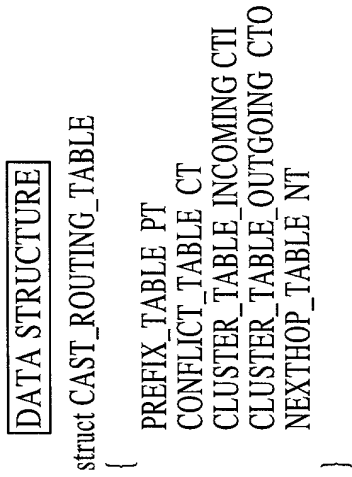 DATA STRUCTURE
struct CAST_ROUTING_TABLE
{
PREFIX_TABLE PT
CONFLICT_TABLE CT
CLUSTER_TABLE_INCOMING CTI
CLUSTER_TABLE_OUTGOING CTO
NEXTHOP_TABLE NT
}